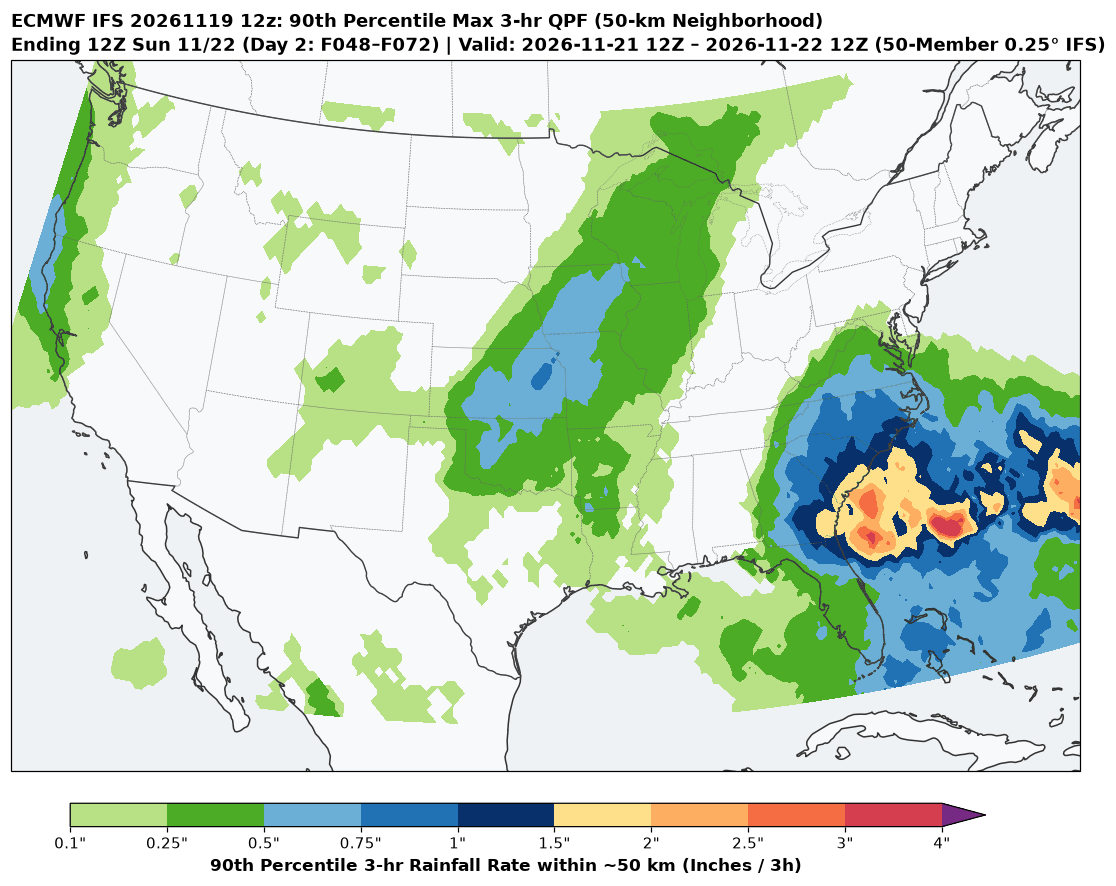 ECMWF IFS 20261119 12z: 90th Percentile Max 3-hr QPF (50-km Neighborhood)
Ending 12Z Sun 11/22 (Day 2: F048–F072) | Valid: 2026-11-21 12Z – 2026-11-22 12Z (50-Member 0.25° IFS)
0.1" 0.25" 0.5" 0.75" 1" 1.5" 2" 2.5" 3" 4"
90th Percentile 3-hr Rainfall Rate within ~50 km (Inches / 3h)